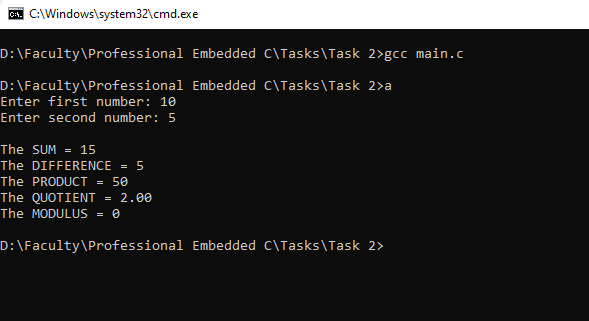 C:\Windows\system32\cmd.exe
D:\Faculty\Professional Embedded C\Tasks\Task 2>gcc main.c
D:\Faculty\Professional Embedded C\Tasks\Task 2>a
Enter first number: 10
Enter second number: 5
The SUM = 15
The DIFFERENCE = 5
The PRODUCT = 50
The QUOTIENT = 2.00
The MODULUS = 0
D:\Faculty\Professional Embedded C\Tasks\Task 2>